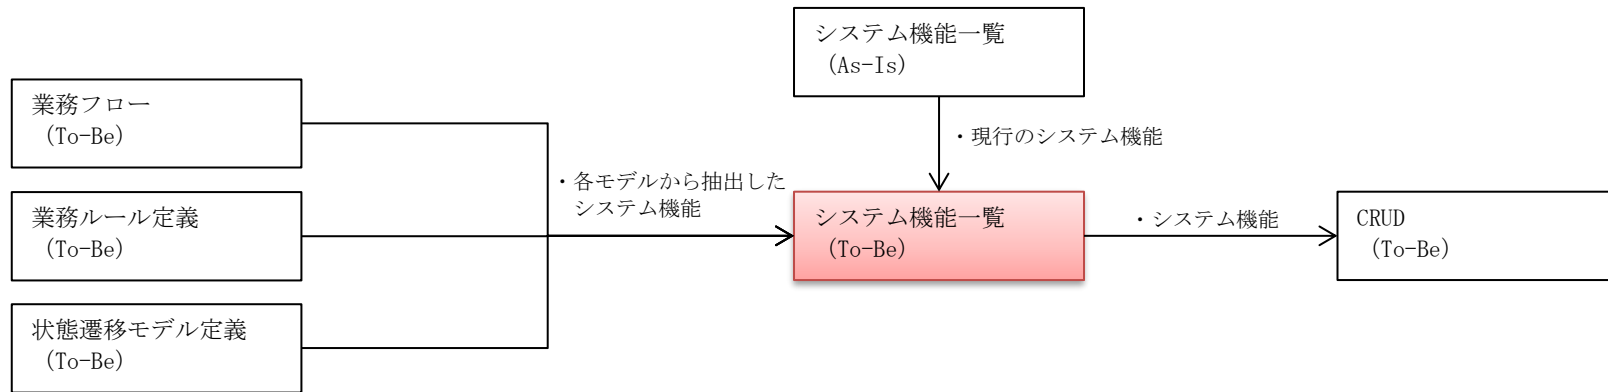 システム機能一覧
（As-Is）
業務フロー
（To-Be）
・現行のシステム機能
・各モデルから抽出した
システム機能
業務ルール定義
（To-Be）
システム機能一覧
（To-Be）
・システム機能
CRUD
（To-Be）
状態遷移モデル定義
（To-Be）